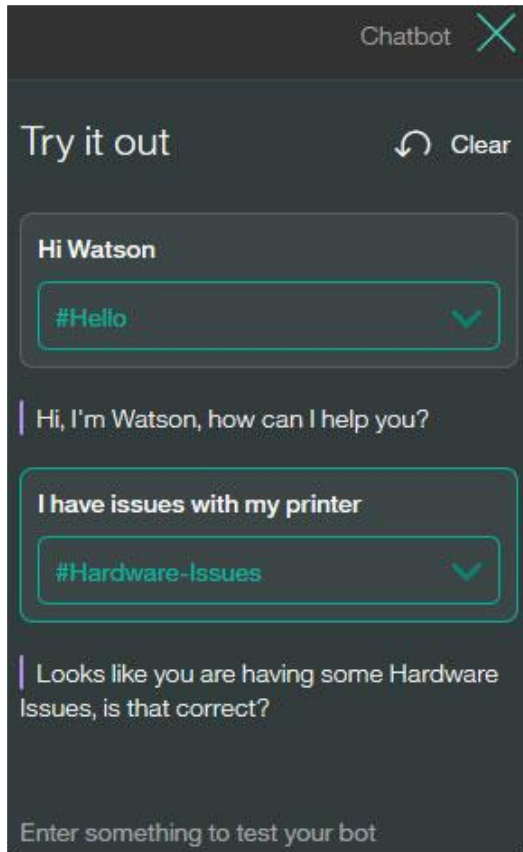 Chatbot
Try it out
Clear
Hi Watson
#Hello
Hi, I'm Watson, how can I help you?
I have issues with my printer
#Hardware-Issues
Looks like you are having some Hardware
Issues, is that correct?
Enter something to test your bot